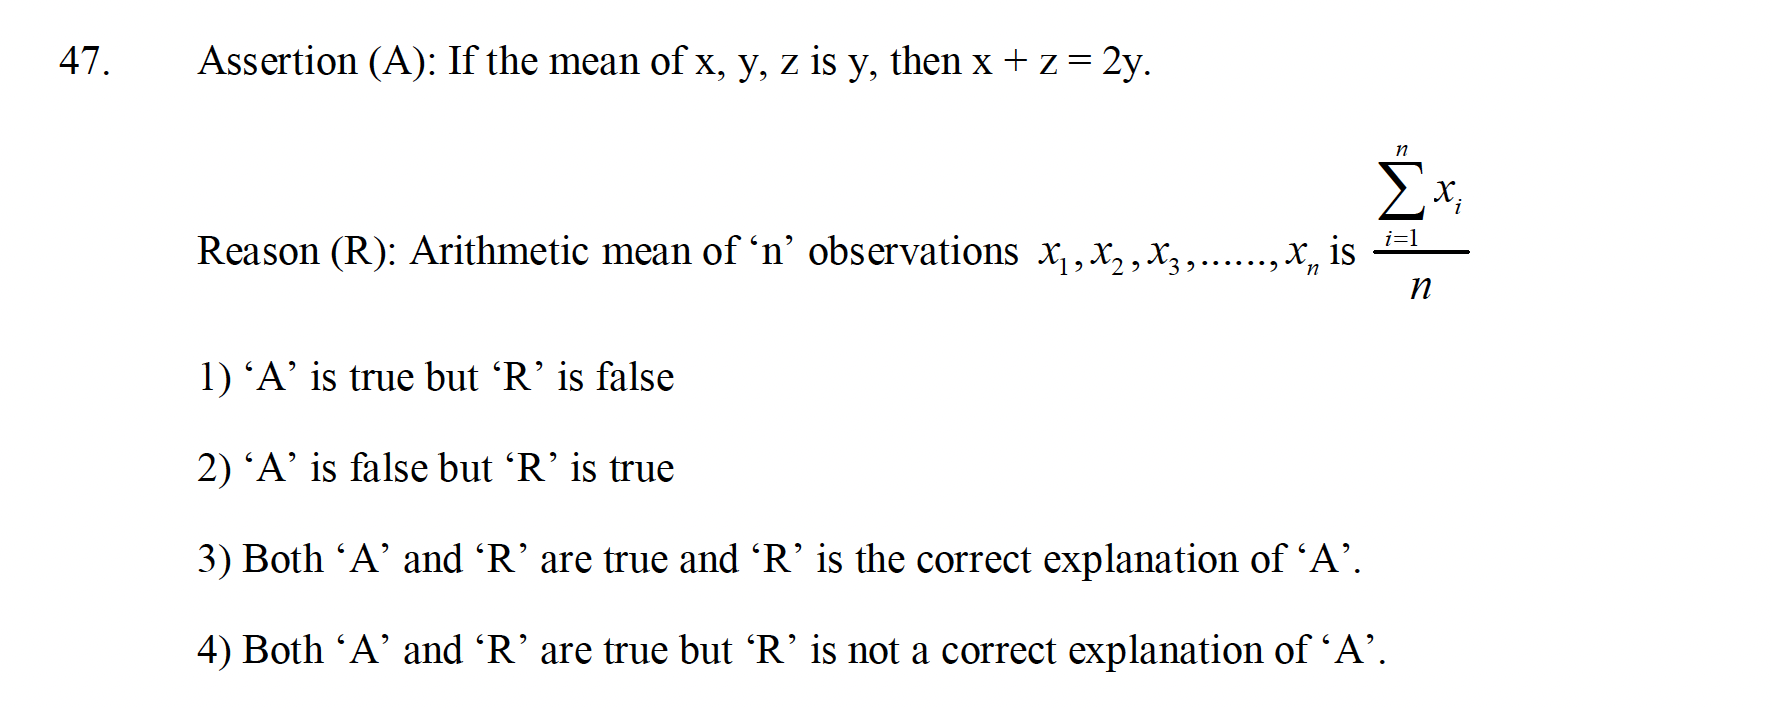 47. Assertion (A): If the mean of x, y, z is y, then x + z = 2y.
Reason (R): Arithmetic mean of ‘n’ observations $x_1, x_2, x_3, ......, x_n$ is $\frac{\sum_{i=1}^{n} x_i}{n}$
1) ‘A’ is true but ‘R’ is false
2) ‘A’ is false but ‘R’ is true
3) Both ‘A’ and ‘R’ are true and ‘R’ is the correct explanation of ‘A’.
4) Both ‘A’ and ‘R’ are true but ‘R’ is not a correct explanation of ‘A’.